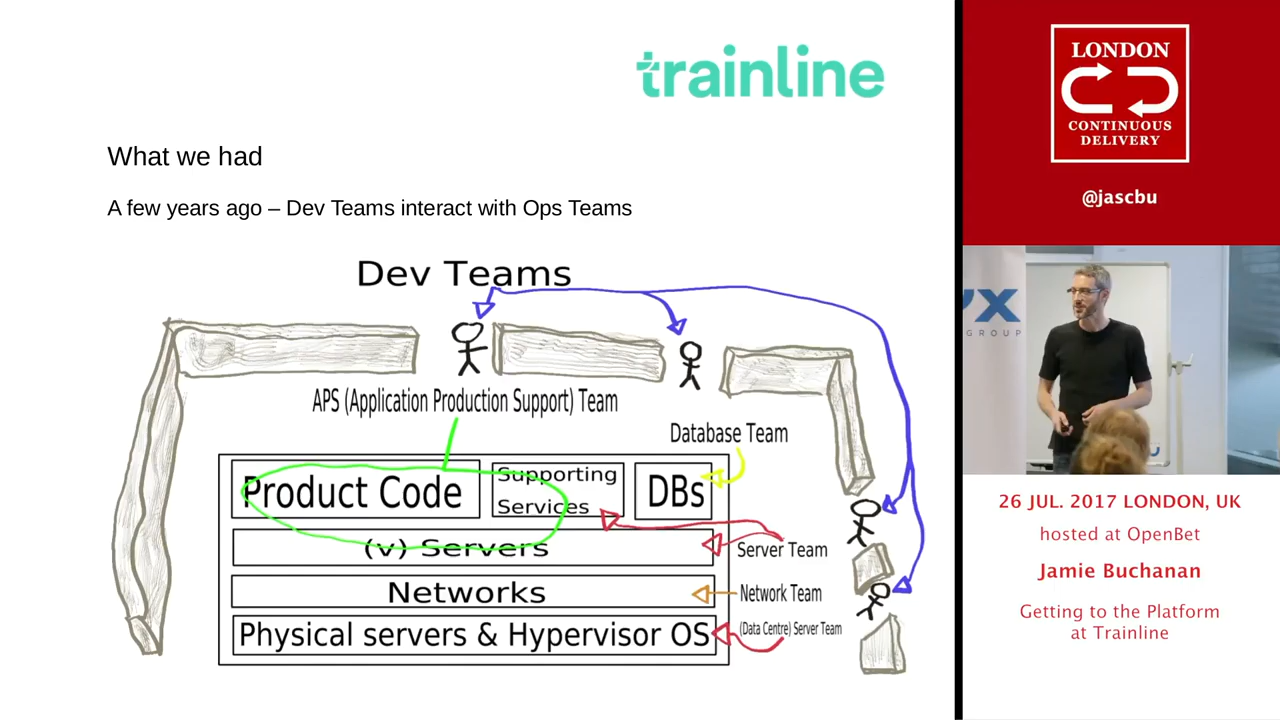 trainline
What we had
A few years ago – Dev Teams interact with Ops Teams
Dev Teams
APS (Application Production Support) Team
Database Team
Product Code
Supporting
Services
DBs
(v) Servers
Server Team
Networks
Network Team
Physical servers & Hypervisor OS
(Data Centre) Server Team
LONDON
CONTINUOUS
DELIVERY
@jascbu
GROUP
26 JUL. 2017 LONDON, UK
hosted at OpenBet
Jamie Buchanan
Getting to the Platform
at Trainline